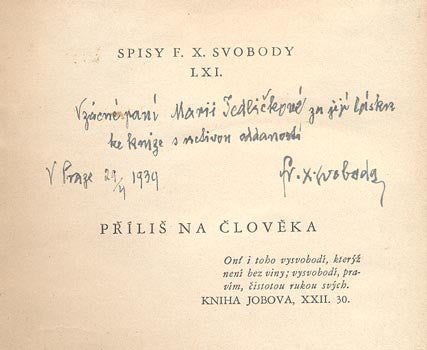 SPISY F. X. SVOBODY
LXI.
Vzácné paní Marii Jedličkové za její lásku
ke knize s oddaností
V Praze 29/4 1939
Fr. X. Svoboda
PŘÍLIŠ NA ČLOVĚKA
Onť i toho vysvobodí, kterýž
není bez viny; vysvobodí, pra-
vím, čistotou rukou svých.
KNIHA JOBOVA, XXII. 30.